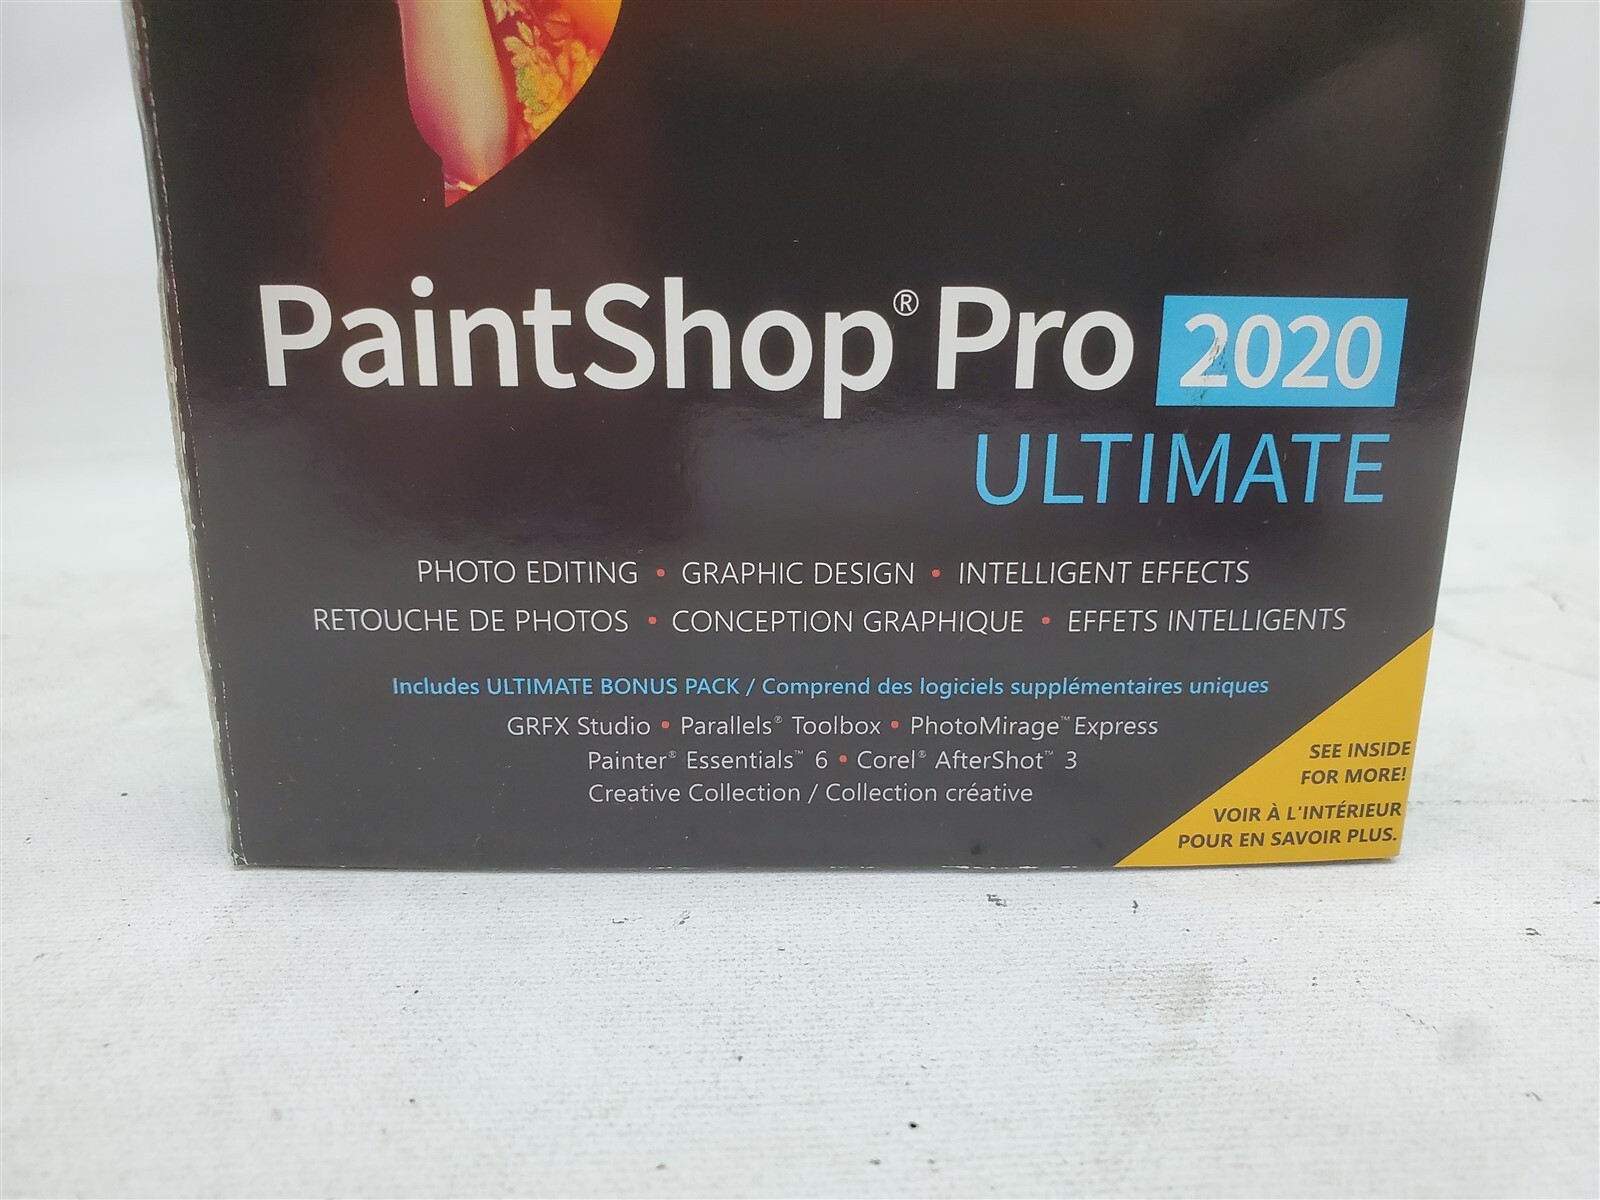 PaintShop® Pro 2020
ULTIMATE
PHOTO EDITING • GRAPHIC DESIGN • INTELLIGENT EFFECTS
RETOUCHE DE PHOTOS • CONCEPTION GRAPHIQUE • EFFETS INTELLIGENTS
Includes ULTIMATE BONUS PACK / Comprend des logiciels supplémentaires uniques
GRFX Studio • Parallels® Toolbox • PhotoMirage™ Express
Painter® Essentials™ 6 • Corel® AfterShot™ 3
Creative Collection / Collection créative
SEE INSIDE
FOR MORE!
VOIR À L'INTÉRIEUR
POUR EN SAVOIR PLUS.